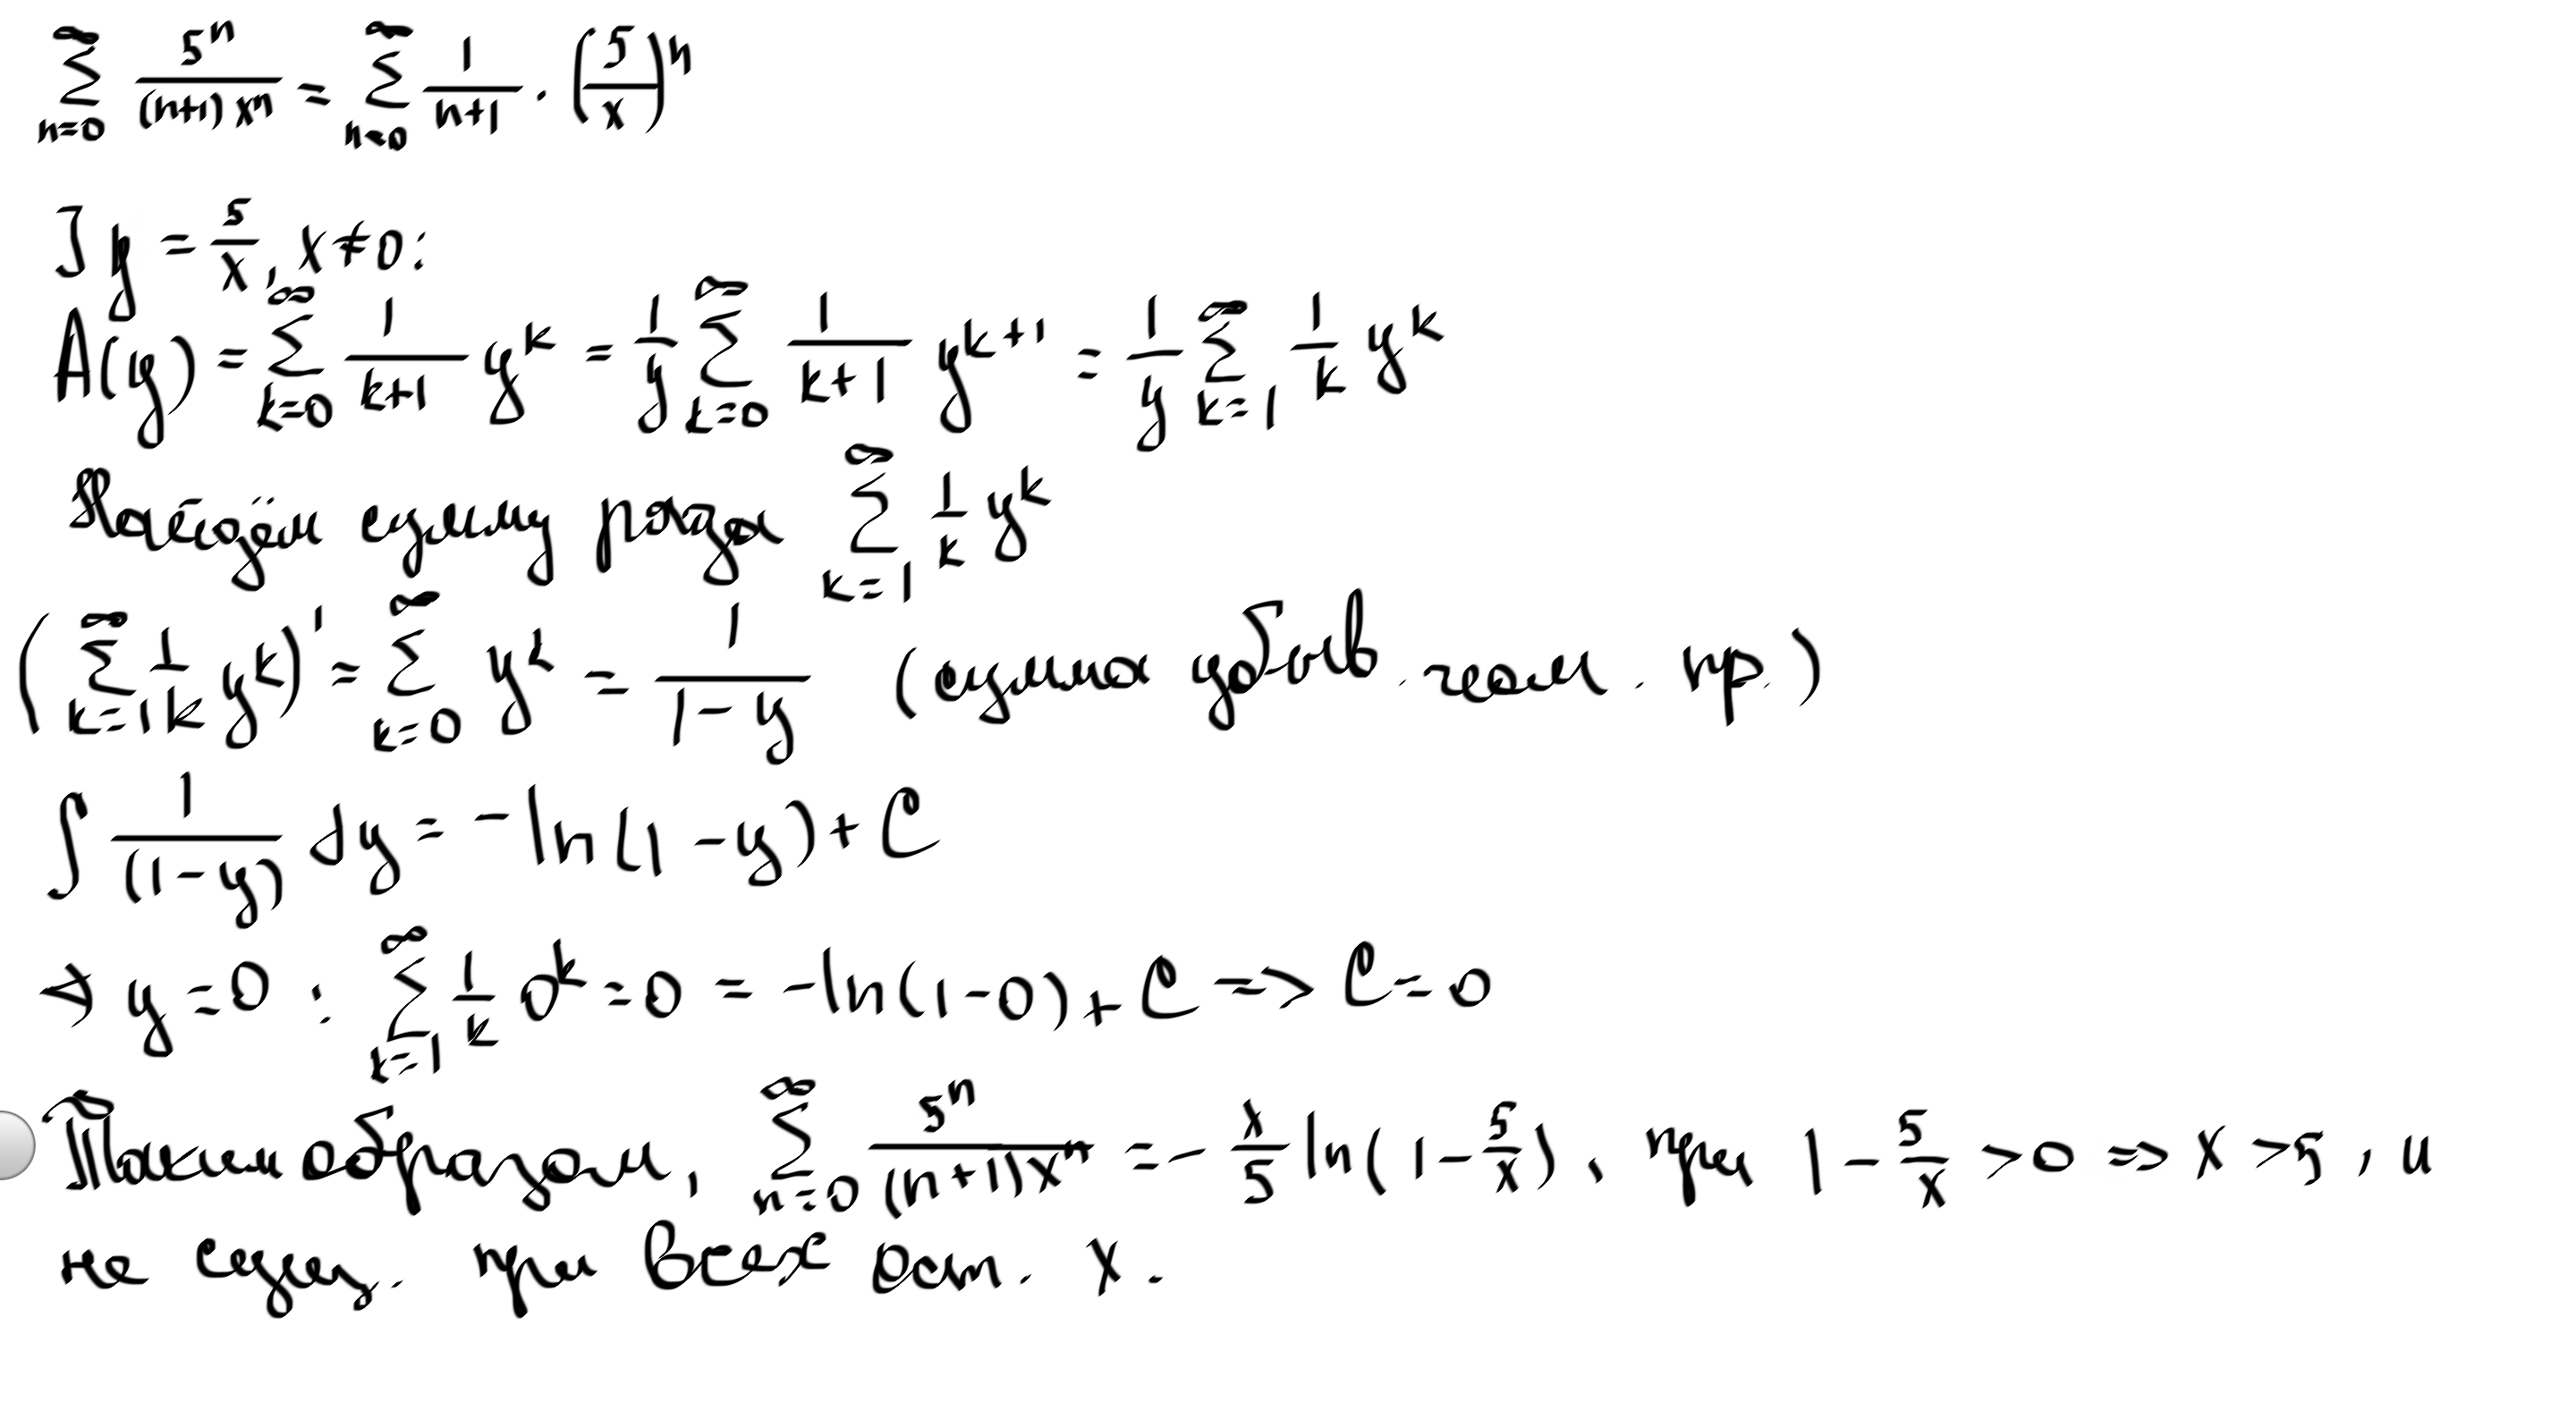 ∑_{n=0}^{∞} 5^n / ((n+1) x^n) = ∑_{n=0}^{∞} 1/(n+1) · (5/x)^n
] y = 5/x, x ≠ 0:
A(y) = ∑_{k=0}^{∞} 1/(k+1) y^k = 1/y ∑_{k=0}^{∞} 1/(k+1) y^{k+1} = 1/y ∑_{k=1}^{∞} 1/k y^k
Найдём сумму ряда ∑_{k=1}^{∞} 1/k y^k
(∑_{k=1}^{∞} 1/k y^k)' = ∑_{k=0}^{∞} y^k = 1/(1-y) (сумма убыв. геом. пр.)
∫ 1/(1-y) dy = -ln(1-y) + C
⊲ y = 0 : ∑_{k=1}^{∞} 1/k 0^k = 0 = -ln(1-0) + C => C = 0
Таким образом, ∑_{n=0}^{∞} 5^n / ((n+1) x^n) = - x/5 ln(1 - 5/x), при 1 - 5/x > 0 => x > 5, и
не сущ. при всех ост. x.